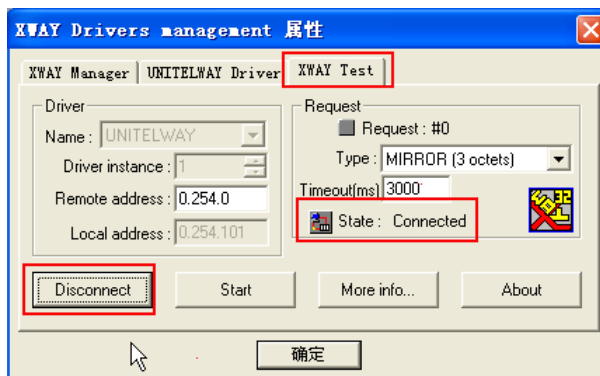 XWAY Drivers management 属性
XWAY Manager
UNITELWAY Driver
XWAY Test
Driver
Name : UNITELWAY
Driver instance : 1
Remote address : 0.254.0
Local address : 0.254.101
Request
Request : #0
Type : MIRROR (3 octets)
Timeout(ms) 3000
State : Connected
Disconnect
Start
More info...
About
确定